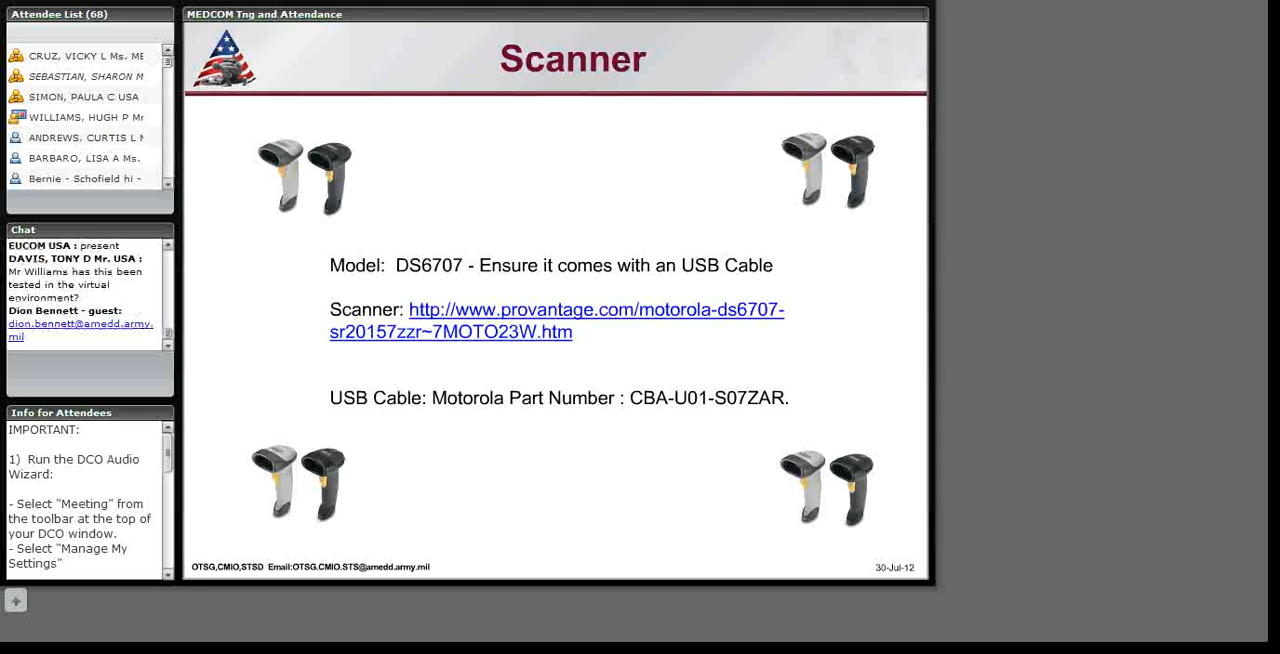 Attendee List (68)
CRUZ, VICKY L Ms. ME
SEBASTIAN, SHARON M
SIMON, PAULA C USA
WILLIAMS, HUGH P Mr
ANDREWS, CURTIS L M
BARBARO, LISA A Ms.
Bernie - Schofield hi -
Chat
EUCOM USA : present
DAVIS, TONY D Mr. USA :
Mr Williams has this been
tested in the virtual
environment?
Dion Bennett - guest:
dion.bennett@amedd.army.
mil
Info for Attendees
IMPORTANT:
1) Run the DCO Audio
Wizard:
- Select "Meeting" from
the toolbar at the top of
your DCO window.
- Select "Manage My
Settings"
MEDCOM Tng and Attendance
Scanner
Model: DS6707 - Ensure it comes with an USB Cable
Scanner: http://www.provantage.com/motorola-ds6707-
sr20157zzr~7MOTO23W.htm
USB Cable: Motorola Part Number : CBA-U01-S07ZAR.
OTSG,CMIO,STSD Email:OTSG.CMIO.STS@amedd.army.mil
30-Jul-12